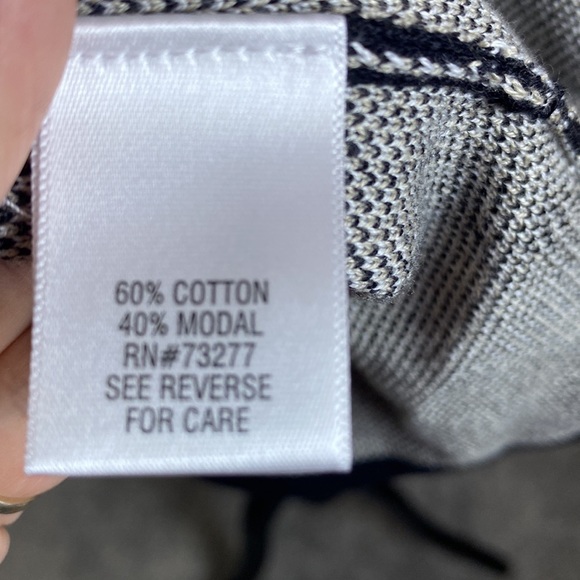 60% COTTON
40% MODAL
RN#73277
SEE REVERSE
FOR CARE